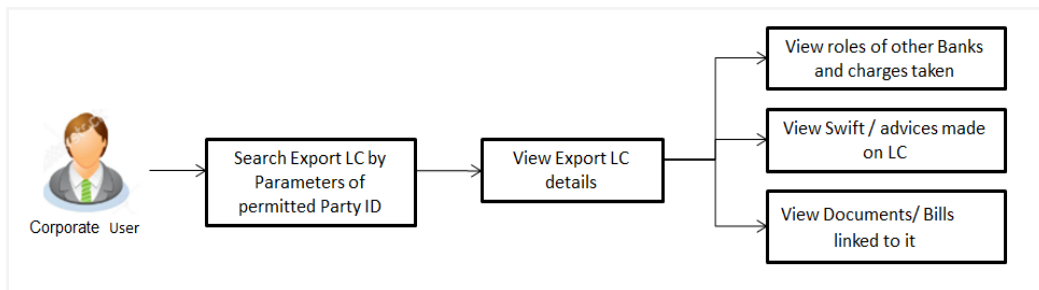 Corporate User
Search Export LC by
Parameters of
permitted Party ID
View Export LC
details
View roles of other Banks
and charges taken
View Swift / advices made
on LC
View Documents/ Bills
linked to it